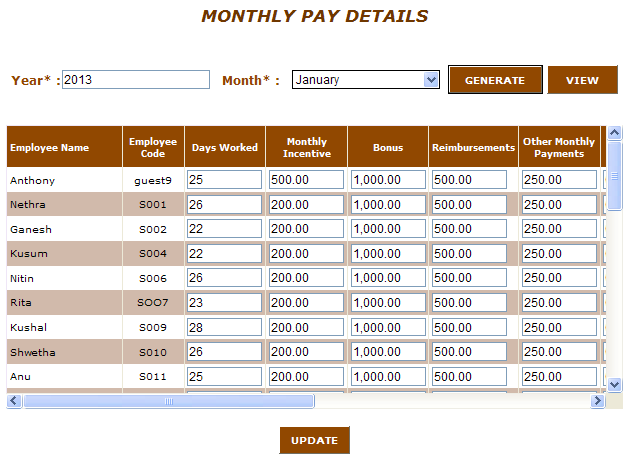 MONTHLY PAY DETAILS
Year* : 2013 Month* : January GENERATE VIEW
Employee Name Employee Code Days Worked Monthly Incentive Bonus Reimbursements Other Monthly Payments
Anthony guest9 25 500.00 1,000.00 500.00 250.00
Nethra S001 26 200.00 1,000.00 500.00 250.00
Ganesh S002 22 200.00 1,000.00 500.00 250.00
Kusum S004 22 200.00 1,000.00 500.00 250.00
Nitin S006 26 200.00 1,000.00 500.00 250.00
Rita SOO7 23 200.00 1,000.00 500.00 250.00
Kushal S009 28 200.00 1,000.00 500.00 250.00
Shwetha S010 26 200.00 1,000.00 500.00 250.00
Anu S011 25 200.00 1,000.00 500.00 250.00
UPDATE